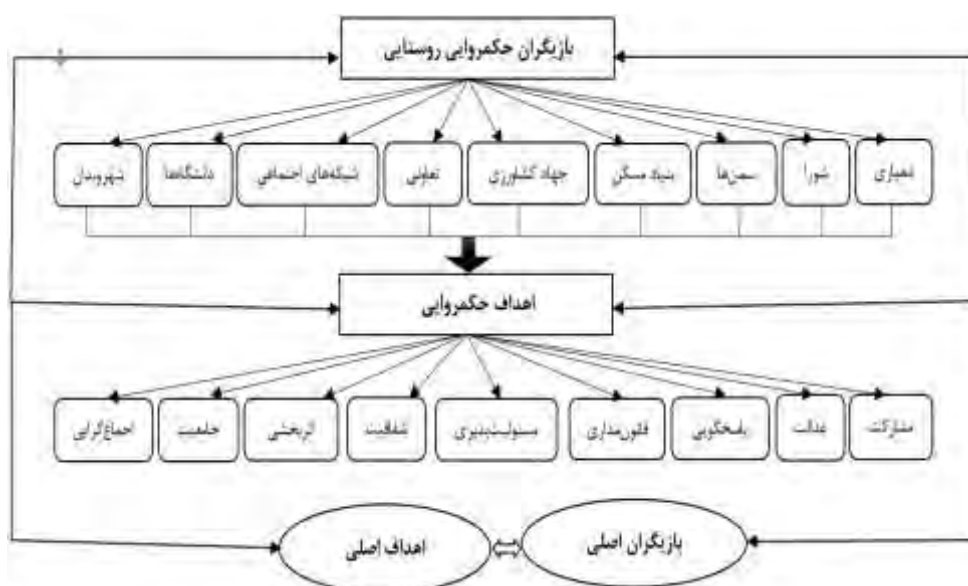 بازیگران حکمروایی روستایی
دهیاری
شورا
سمن‌ها
بنیاد مسکن
جهاد کشاورزی
تعاونی
شبکه‌های اجتماعی
دانشگاه‌ها
شهروندان
اهداف حکمروایی
مشارکت
عدالت
پاسخگویی
قانون‌مداری
مسئولیت‌پذیری
شفافیت
اثربخشی
جامعیت
اجماع‌گرایی
بازیگران اصلی
اهداف اصلی